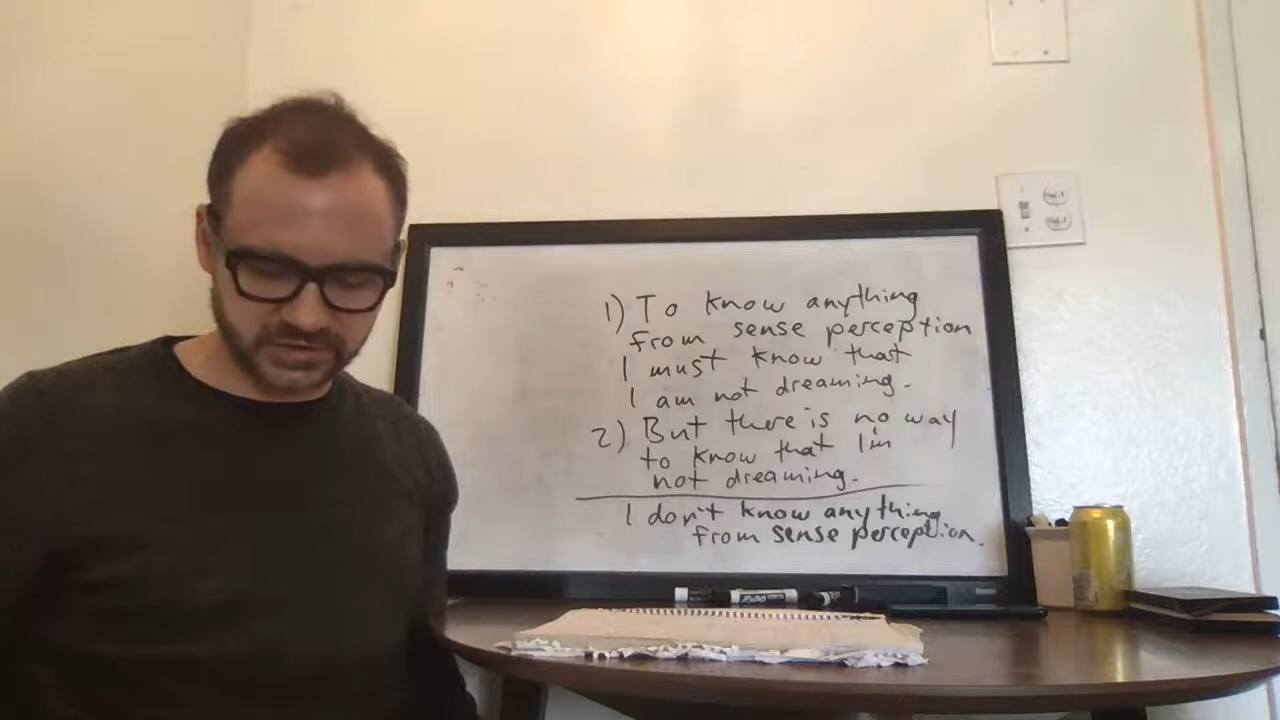 1) To know anything
from sense perception
I must know that
I am not dreaming.
2) But there is no way
to know that I'm
not dreaming.
I don't know anything
from sense perception.
EXPO